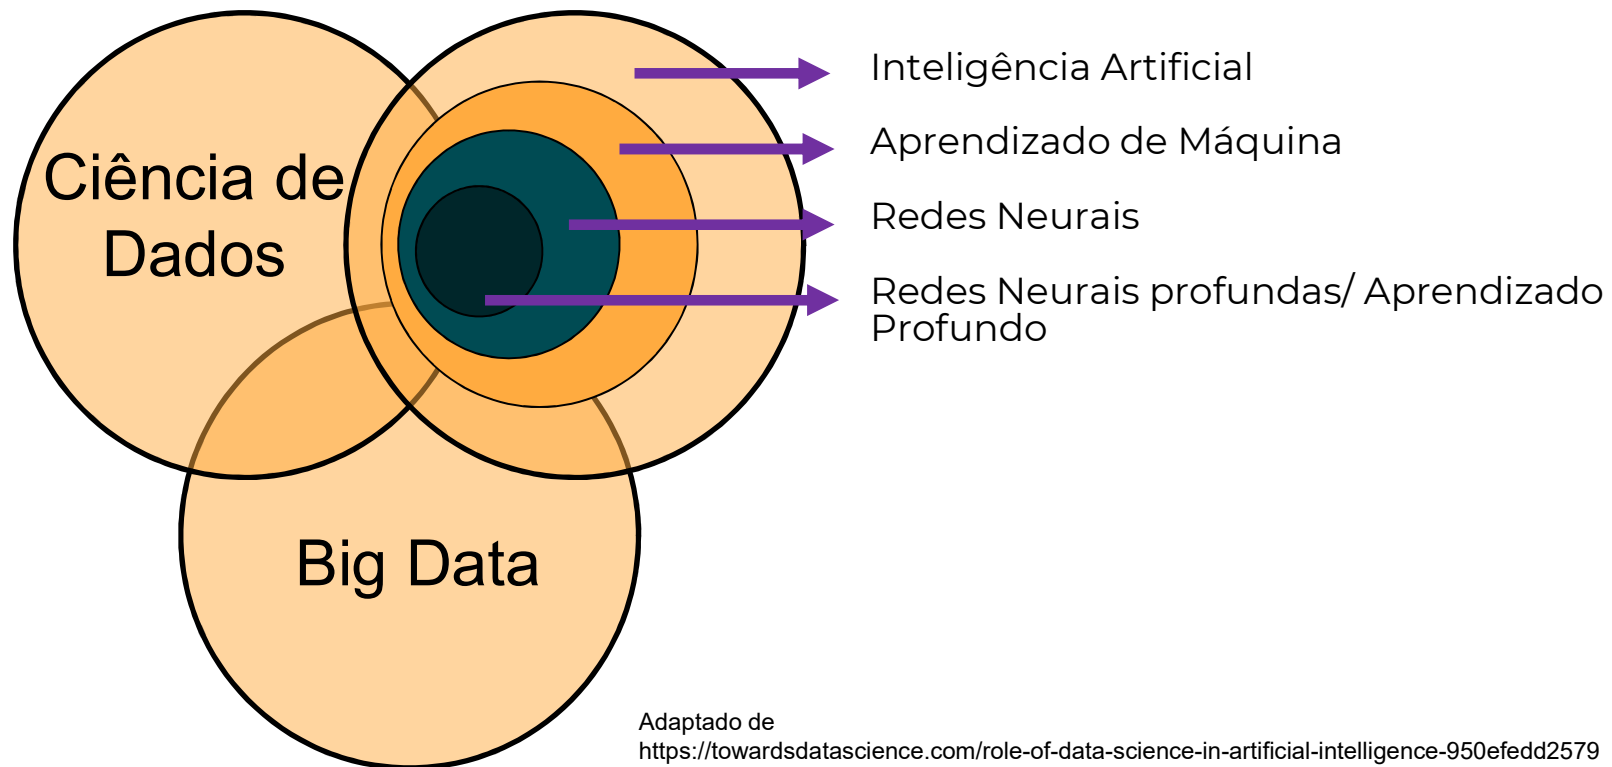 Ciência de
Dados
Big Data
Inteligência Artificial
Aprendizado de Máquina
Redes Neurais
Redes Neurais profundas/ Aprendizado
Profundo
Adaptado de
https://towardsdatascience.com/role-of-data-science-in-artificial-intelligence-950efedd2579